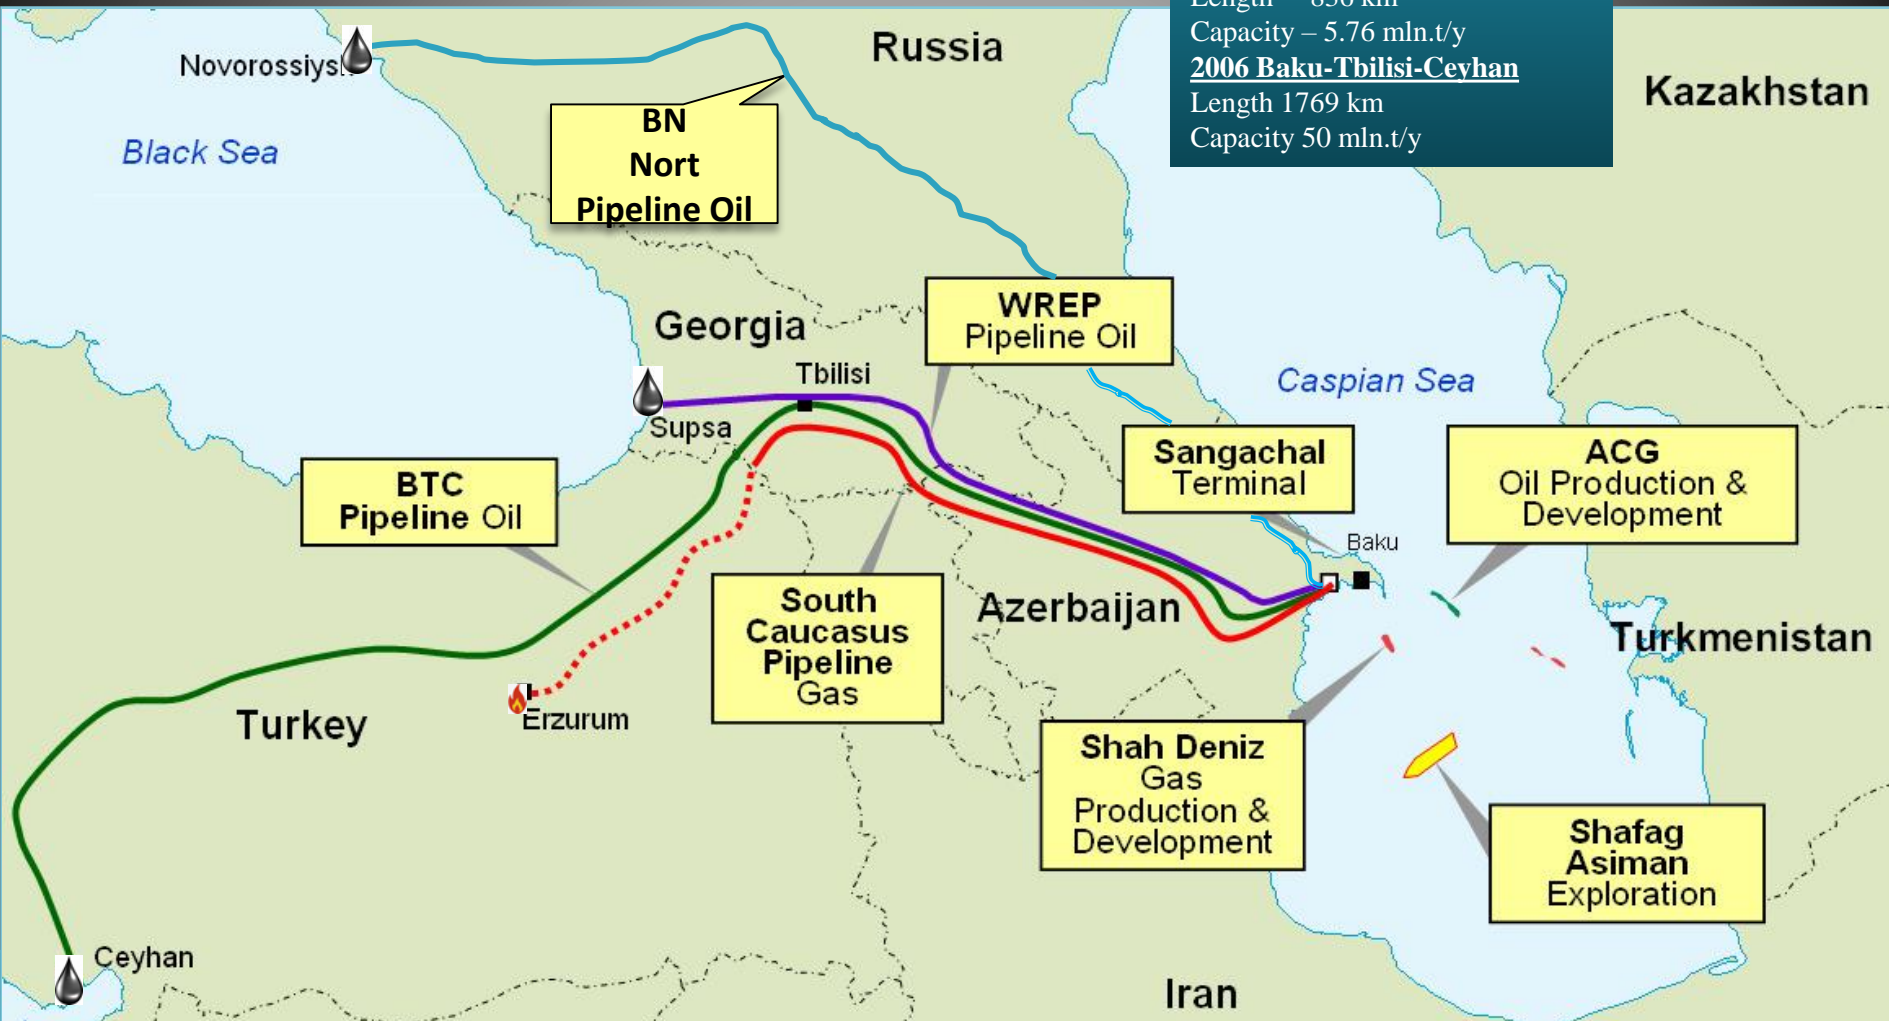 Length – 836 km
Capacity – 5.76 mln.t/y
2006 Baku-Tbilisi-Ceyhan
Length 1769 km
Capacity 50 mln.t/y
Russia
Kazakhstan
Novorossiysk
Black Sea
BN
Nort
Pipeline Oil
WREP
Pipeline Oil
Georgia
Tbilisi
Caspian Sea
Supsa
Sangachal
Terminal
ACG
Oil Production &
Development
BTC
Pipeline Oil
Baku
South
Caucasus
Pipeline
Gas
Azerbaijan
Turkmenistan
Turkey
Erzurum
Shah Deniz
Gas
Production &
Development
Shafag
Asiman
Exploration
Ceyhan
Iran